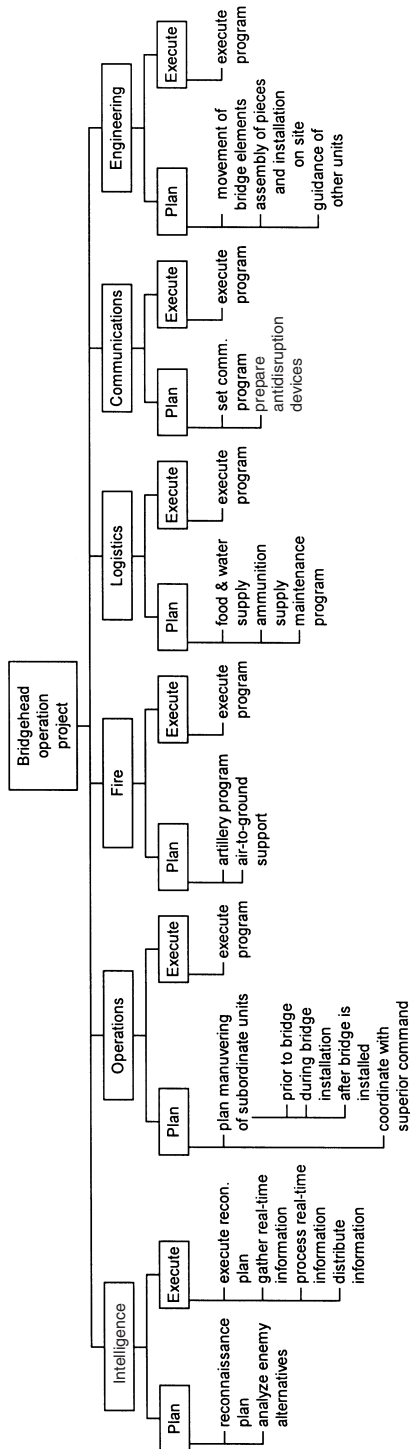 Bridgehead
operation
project
Intelligence
Plan
reconnaissance
plan
analyze enemy
alternatives
Execute
execute recon.
plan
gather real-time
information
process real-time
information
distribute
information
Operations
Plan
plan manuvering
of subordinate units
prior to bridge
during bridge
installation
after bridge is
installed
coordinate with
superior command
Execute
execute
program
Fire
Plan
artillery program
air-to-ground
support
Execute
execute
program
Logistics
Plan
food & water
supply
ammunition
supply
maintenance
program
Execute
execute
program
Communications
Plan
set comm.
program
prepare
antidisruption
devices
Execute
execute
program
Engineering
Plan
movement of
bridge elements
assembly of pieces
and installation
on site
guidance of
other units
Execute
execute
program